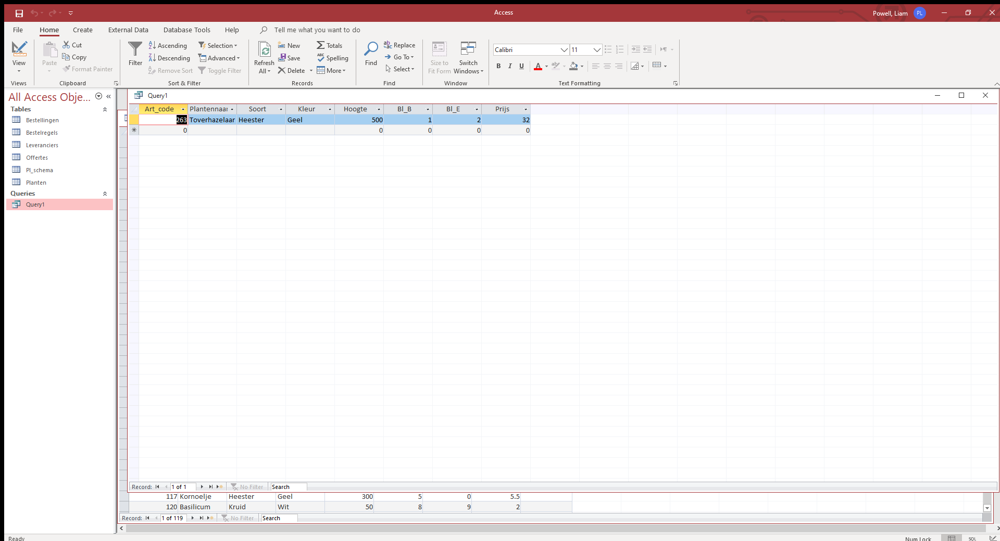 Access
Powell, Liam PL
File Home Create External Data Database Tools Help Tell me what you want to do
View
Paste
Cut
Copy
Format Painter
Filter
Ascending
Descending
Remove Sort
Selection
Advanced
Toggle Filter
Refresh All
New
Save
Delete
Totals
Spelling
More
Find
Replace
Go To
Select
Size to Fit Form
Switch Windows
Calibri 11
B I U A
Views Clipboard Sort & Filter Records Find Window Text Formatting
All Access Obje...
Tables
Bestellingen
Bestelregels
Leveranciers
Offertes
Pl_schema
Planten
Queries
Query1
Query1
Art_code Plantennaar Soort Kleur Hoogte Bl_B Bl_E Prijs
263 Toverhazelaar Heester Geel 500 1 2 32
0 0 0 0 0
Record: 1 of 1 No Filter Search
117 Kornoelje Heester Geel 300 5 0 5.5
120 Basilicum Kruid Wit 50 8 9 2
Record: 1 of 119 No Filter Search
Ready Num Lock SQL